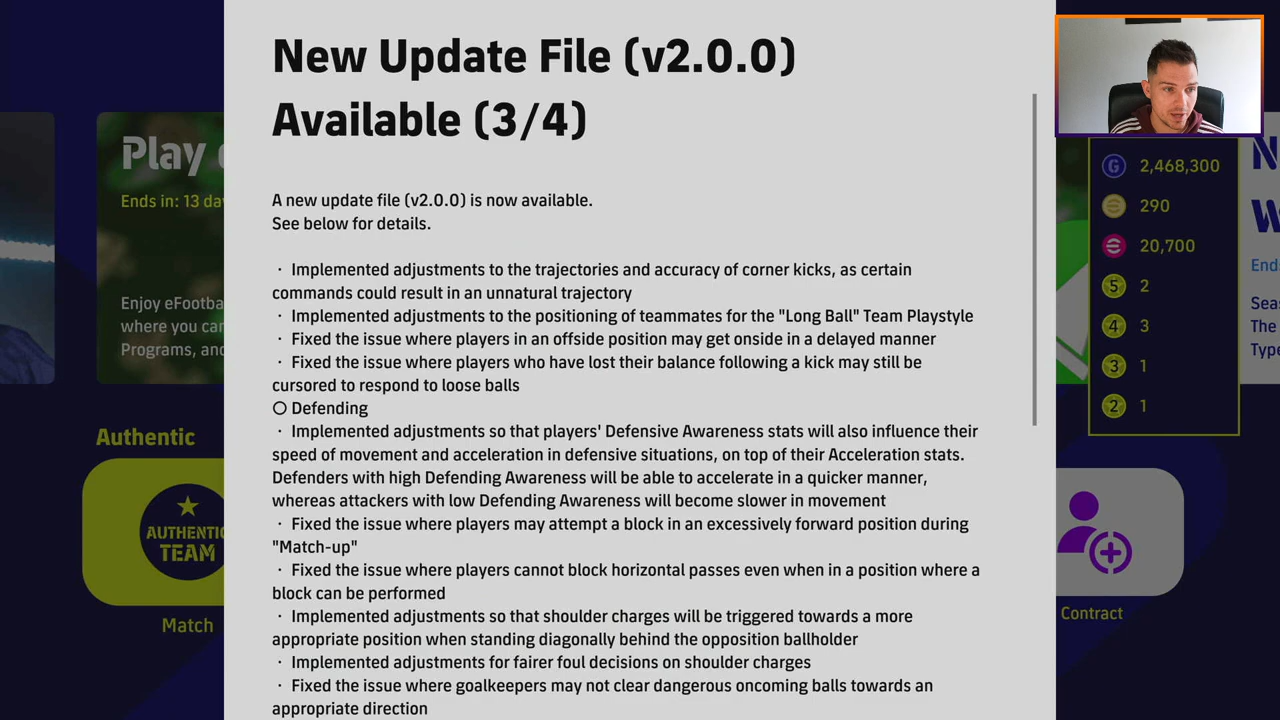 New Update File (v2.0.0)
Available (3/4)
A new update file (v2.0.0) is now available.
See below for details.
・ Implemented adjustments to the trajectories and accuracy of corner kicks, as certain
commands could result in an unnatural trajectory
・ Implemented adjustments to the positioning of teammates for the "Long Ball" Team Playstyle
・ Fixed the issue where players in an offside position may get onside in a delayed manner
・ Fixed the issue where players who have lost their balance following a kick may still be
cursored to respond to loose balls
〇 Defending
・ Implemented adjustments so that players' Defensive Awareness stats will also influence their
speed of movement and acceleration in defensive situations, on top of their Acceleration stats.
Defenders with high Defending Awareness will be able to accelerate in a quicker manner,
whereas attackers with low Defending Awareness will become slower in movement
・ Fixed the issue where players may attempt a block in an excessively forward position during
"Match-up"
・ Fixed the issue where players cannot block horizontal passes even when in a position where a
block can be performed
・ Implemented adjustments so that shoulder charges will be triggered towards a more
appropriate position when standing diagonally behind the opposition ballholder
・ Implemented adjustments for fairer foul decisions on shoulder charges
・ Fixed the issue where goalkeepers may not clear dangerous oncoming balls towards an
appropriate direction
Play
Ends in: 13 da
Enjoy eFootba
where you car
Programs, and
Authentic
AUTHENTIC
TEAM
Match
G 2,468,300
290
20,700
5 2
4 3
3 1
2 1
N
W
Ends
Sea
The
Type
Contract